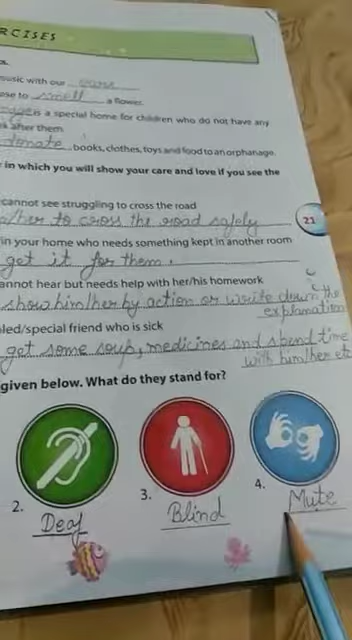 RCISES
s.
music with our ears
ose to smell a flower.
is a special home for children who do not have any
k after them
donate books, clothes, toys and food to an orphanage.
in which you will show your care and love if you see the
cannot see struggling to cross the road
/her to cross the road safely
21
in your home who needs something kept in another room
get it for them.
annot hear but needs help with his/her homework
show him/her by action or write down the
explanation
led/special friend who is sick
get some soup, medicines and spend time
with him/her etc
given below. What do they stand for?
2. Deaf
3. Blind
4. Mute